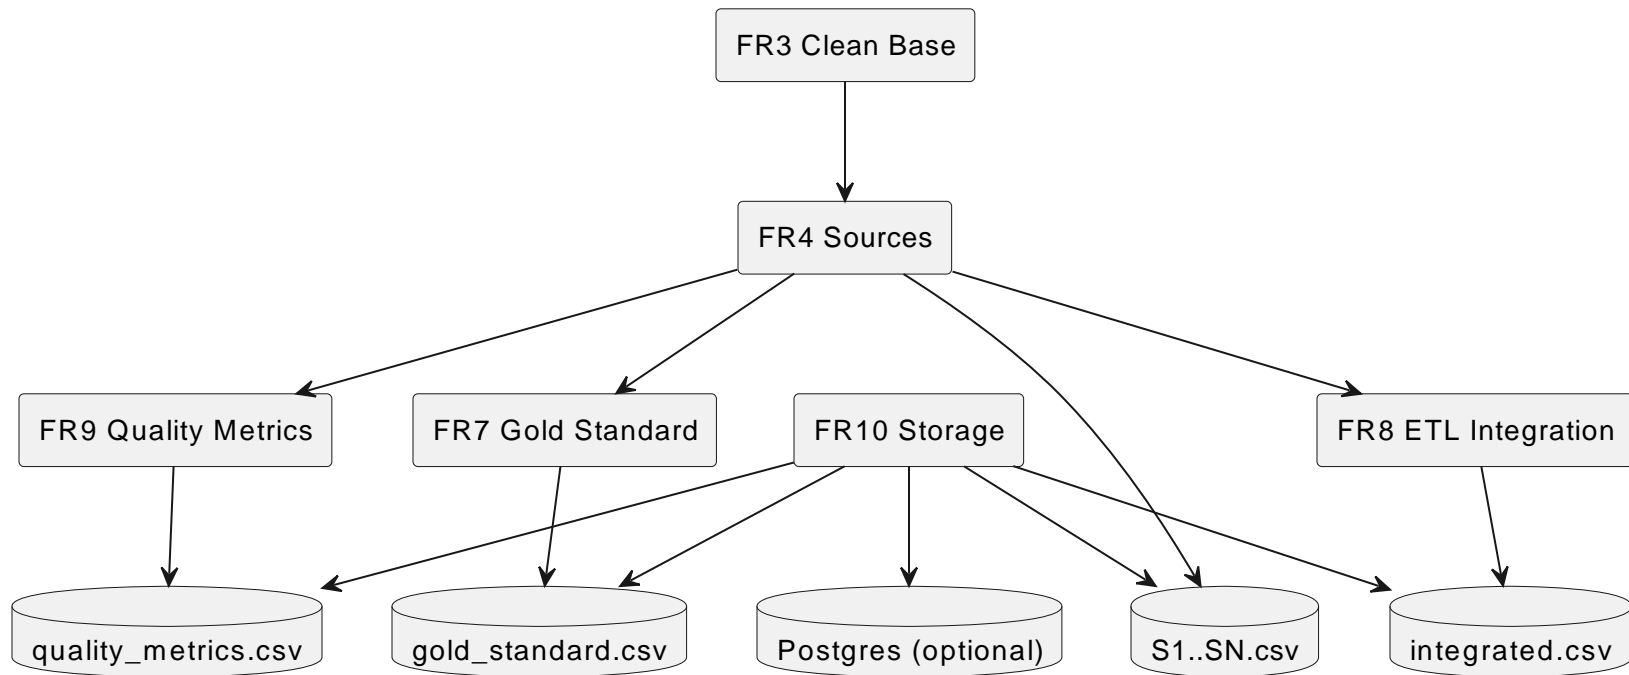 FR3 Clean Base
FR4 Sources
FR9 Quality Metrics
FR7 Gold Standard
FR10 Storage
FR8 ETL Integration
quality_metrics.csv
gold_standard.csv
Postgres (optional)
S1..SN.csv
integrated.csv